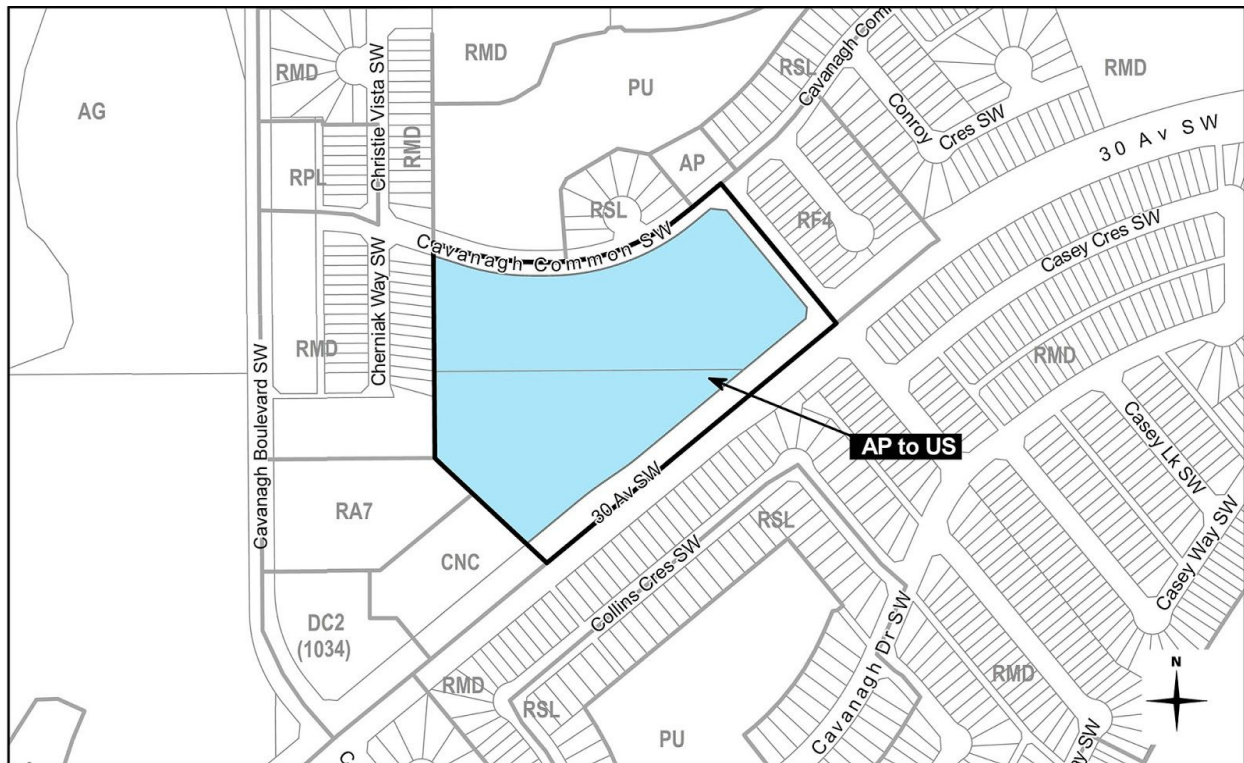 RMD
Christie Vista SW
RMD
RMD
PU
RSL
Cavanagh
Conroy
Cres SW
RMD
30 Av SW
AG
RPL
AP
RSL
RF4
Cavanagh Common SW
Casey Cres SW
Cherniak Way SW
RMD
RMD
Cavanagh Boulevard SW
AP to US
Casey Lk SW
30 Av SW
RA7
RSL
Casey Way SW
CNC
Collins Cres SW
DC2
(1034)
Cavanagh Dr SW
RMD
RMD
RSL
PU
N